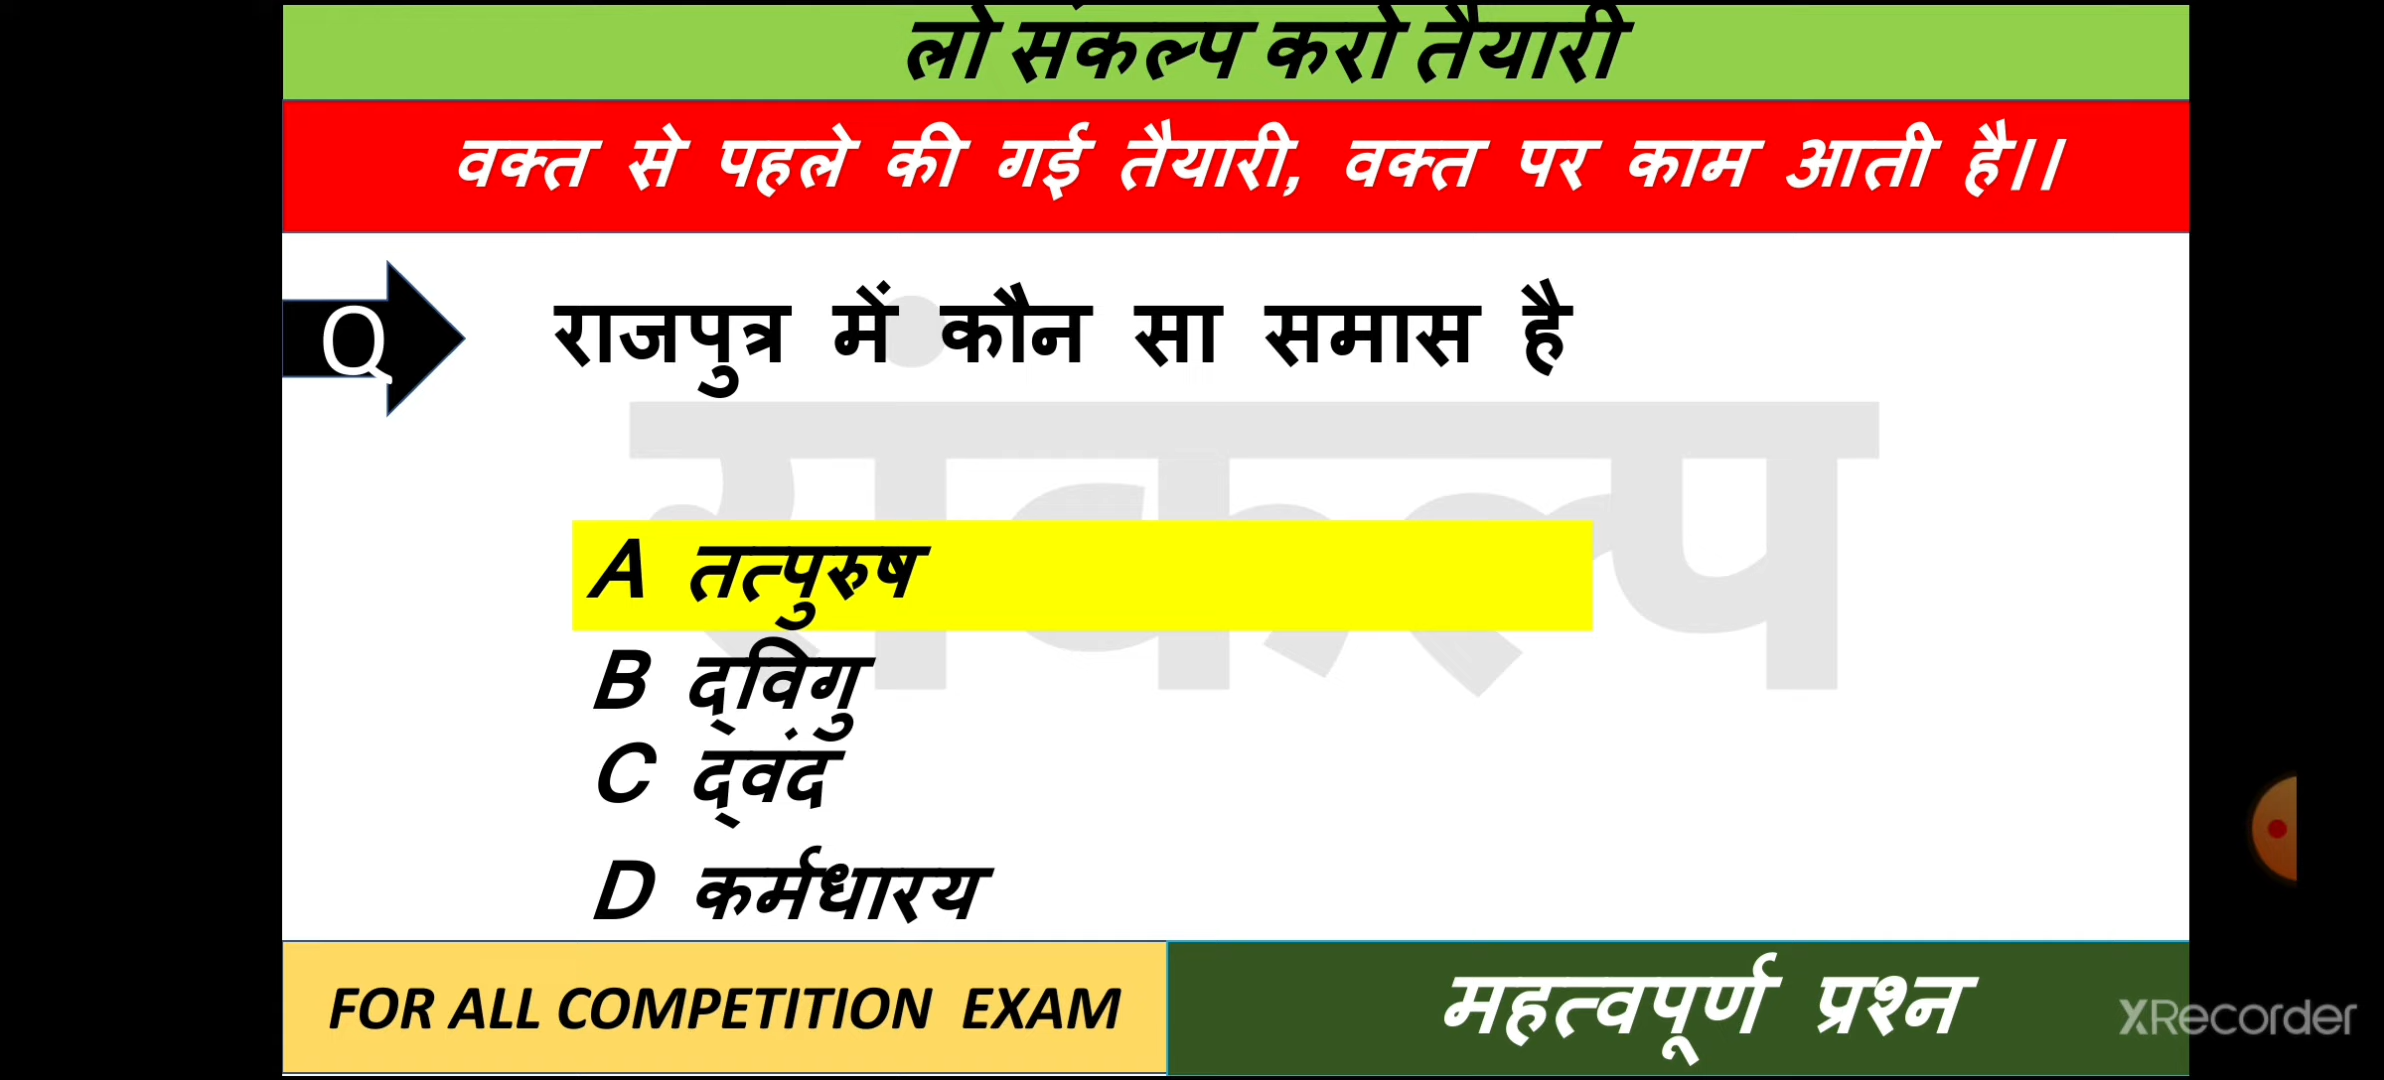 लो संकल्प करो तैयारी
वक्त से पहले की गई तैयारी, वक्त पर काम आती है।।
Q राजपुत्र में कौन सा समास है
संकल्प
A तत्पुरुष
B द्विगु
C द्वंद
D कर्मधारय
FOR ALL COMPETITION EXAM
महत्वपूर्ण प्रश्न
XRecorder